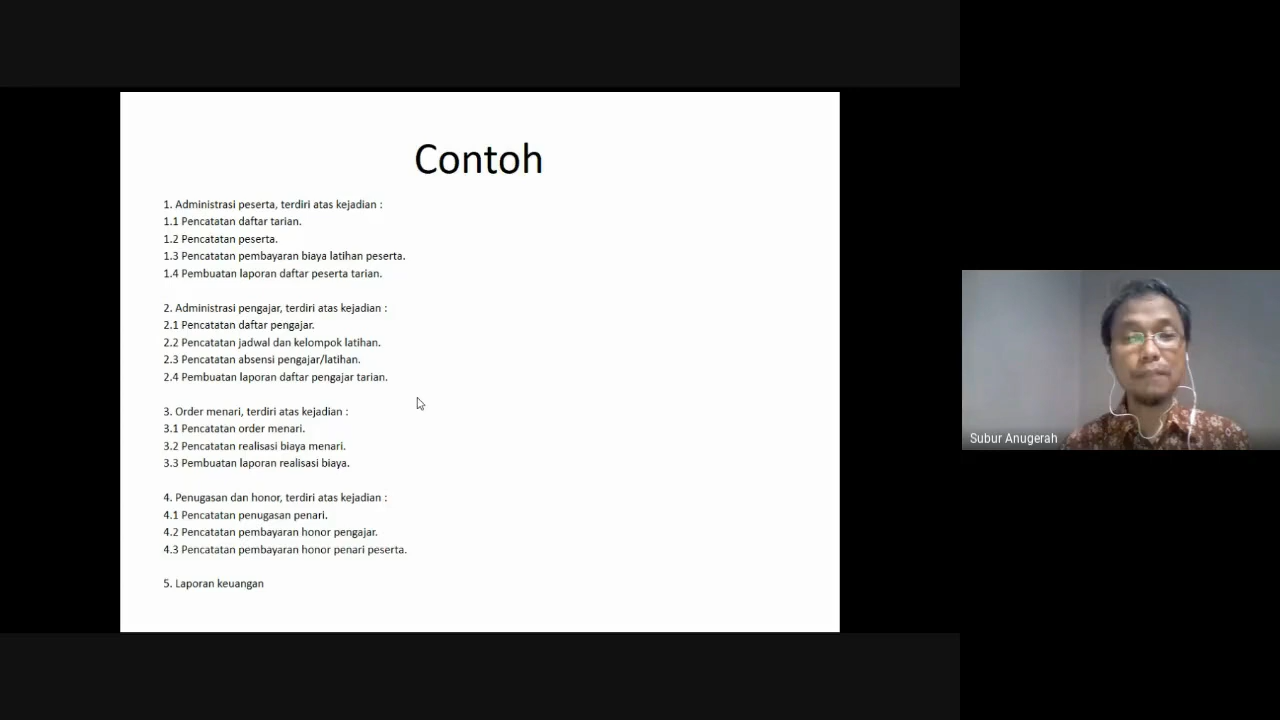 Contoh
1. Administrasi peserta, terdiri atas kejadian :
1.1 Pencatatan daftar tarian.
1.2 Pencatatan peserta.
1.3 Pencatatan pembayaran biaya latihan peserta.
1.4 Pembuatan laporan daftar peserta tarian.
2. Administrasi pengajar, terdiri atas kejadian :
2.1 Pencatatan daftar pengajar.
2.2 Pencatatan jadwal dan kelompok latihan.
2.3 Pencatatan absensi pengajar/latihan.
2.4 Pembuatan laporan daftar pengajar tarian.
3. Order menari, terdiri atas kejadian :
3.1 Pencatatan order menari.
3.2 Pencatatan realisasi biaya menari.
3.3 Pembuatan laporan realisasi biaya.
4. Penugasan dan honor, terdiri atas kejadian :
4.1 Pencatatan penugasan penari.
4.2 Pencatatan pembayaran honor pengajar.
4.3 Pencatatan pembayaran honor penari peserta.
5. Laporan keuangan
Subur Anugerah